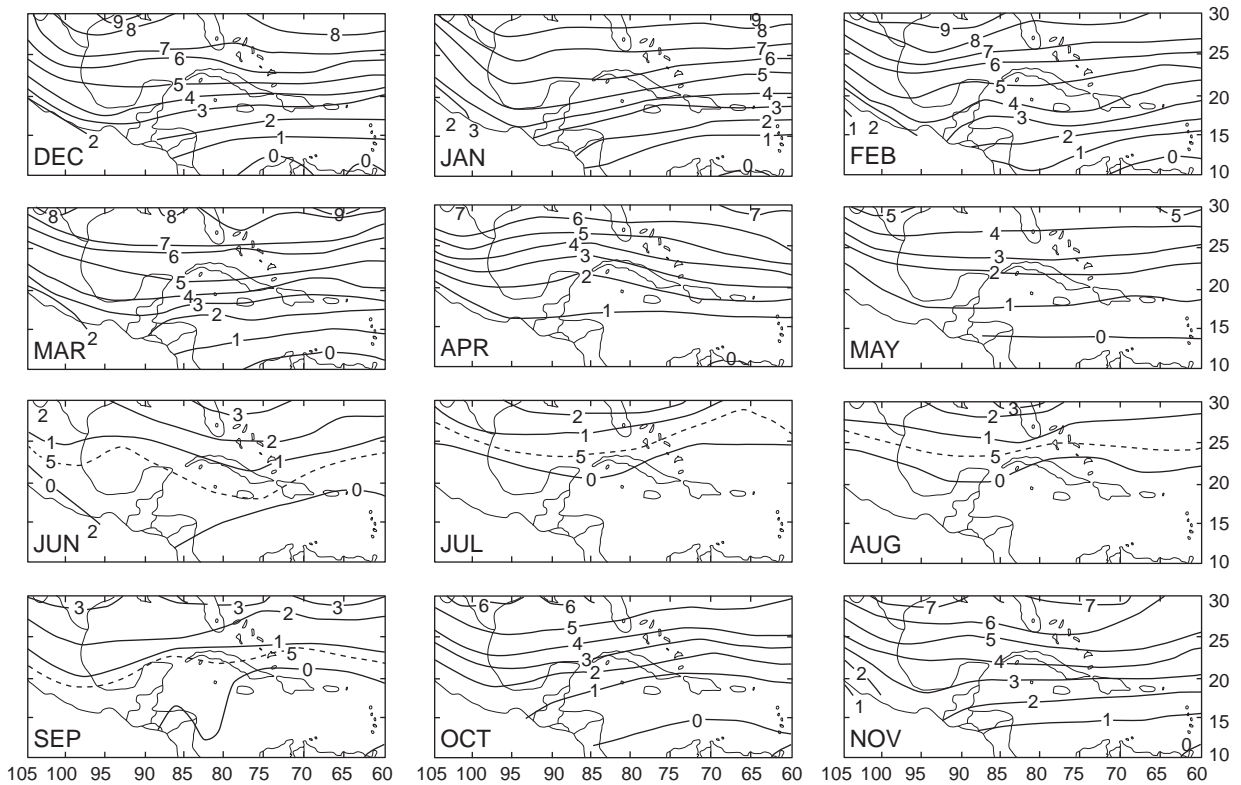 9 8 8 7 6 5 4 3 2 1 0 0 2 DEC
9 8 7 6 5 4 3 2 1 0 2 3 JAN
9 8 7 6 5 4 3 2 1 0 1 2 FEB 30 25 20 15 10
8 8 9 7 6 5 4 3 2 1 0 2 MAR
7 6 7 5 4 3 2 1 0 APR
5 5 4 3 2 1 0 MAY 30 25 20 15 10
2 3 1 2 5 1 0 0 2 JUN
2 1 5 0 JUL
3 2 1 5 0 AUG 30 25 20 15 10
3 3 3 2 1 5 0 SEP
6 6 5 4 3 2 1 0 OCT
7 7 6 5 4 3 2 2 1 1 0 NOV 30 25 20 15 10
105 100 95 90 85 80 75 70 65 60
105 100 95 90 85 80 75 70 65 60
105 100 95 90 85 80 75 70 65 60